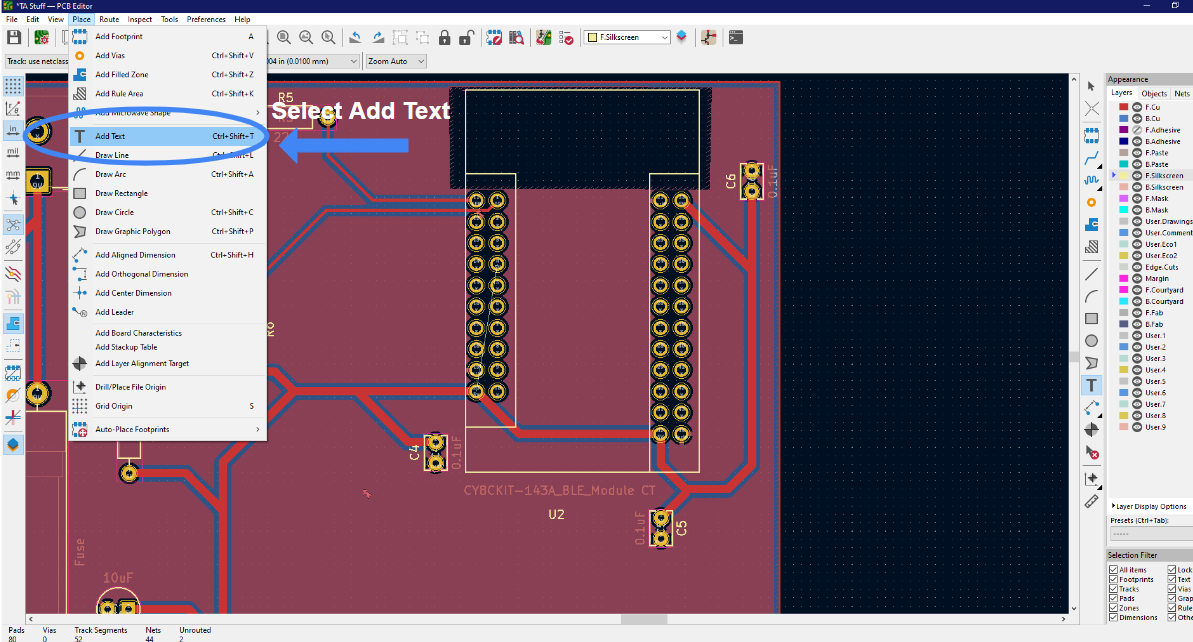 *TA Stuff — PCB Editor
File Edit View Place Route Inspect Tools Preferences Help
Track: use netclass
004 in (0.0100 mm)
Zoom Auto
F.Silkscreen
Add Footprint A
Add Vias Ctrl+Shift+V
Add Filled Zone Ctrl+Shift+Z
Add Rule Area Ctrl+Shift+K
Add Microwave Shape
Add Text Ctrl+Shift+T
Draw Line Ctrl+Shift+L
Draw Arc Ctrl+Shift+A
Draw Rectangle
Draw Circle Ctrl+Shift+C
Draw Graphic Polygon Ctrl+Shift+P
Add Aligned Dimension Ctrl+Shift+H
Add Orthogonal Dimension
Add Center Dimension
Add Leader
Add Board Characteristics
Add Stackup Table
Add Layer Alignment Target
Drill/Place File Origin
Grid Origin S
Auto-Place Footprints
in
mil
mm
R5
Select Add Text
9V
R6
C6
0.1uF
C4
0.1uF
CY8CKIT-143A_BLE_Module CT
U2
0.1uF
C5
Fuse
10uF
Appearance
Layers Objects Nets
F.Cu
B.Cu
F.Adhesive
B.Adhesive
F.Paste
B.Paste
F.Silkscreen
B.Silkscreen
F.Mask
B.Mask
User.Drawings
User.Comment
User.Eco1
User.Eco2
Edge.Cuts
Margin
F.Courtyard
B.Courtyard
F.Fab
B.Fab
User.1
User.2
User.3
User.4
User.5
User.6
User.7
User.8
User.9
Layer Display Options
Presets (Ctrl+Tab):
-----
Selection Filter
All items Lock
Footprints Text
Tracks Vias
Pads Grap
Zones Rule
Dimensions Othe
Pads Vias Track Segments Nets Unrouted
80 0 52 44 2